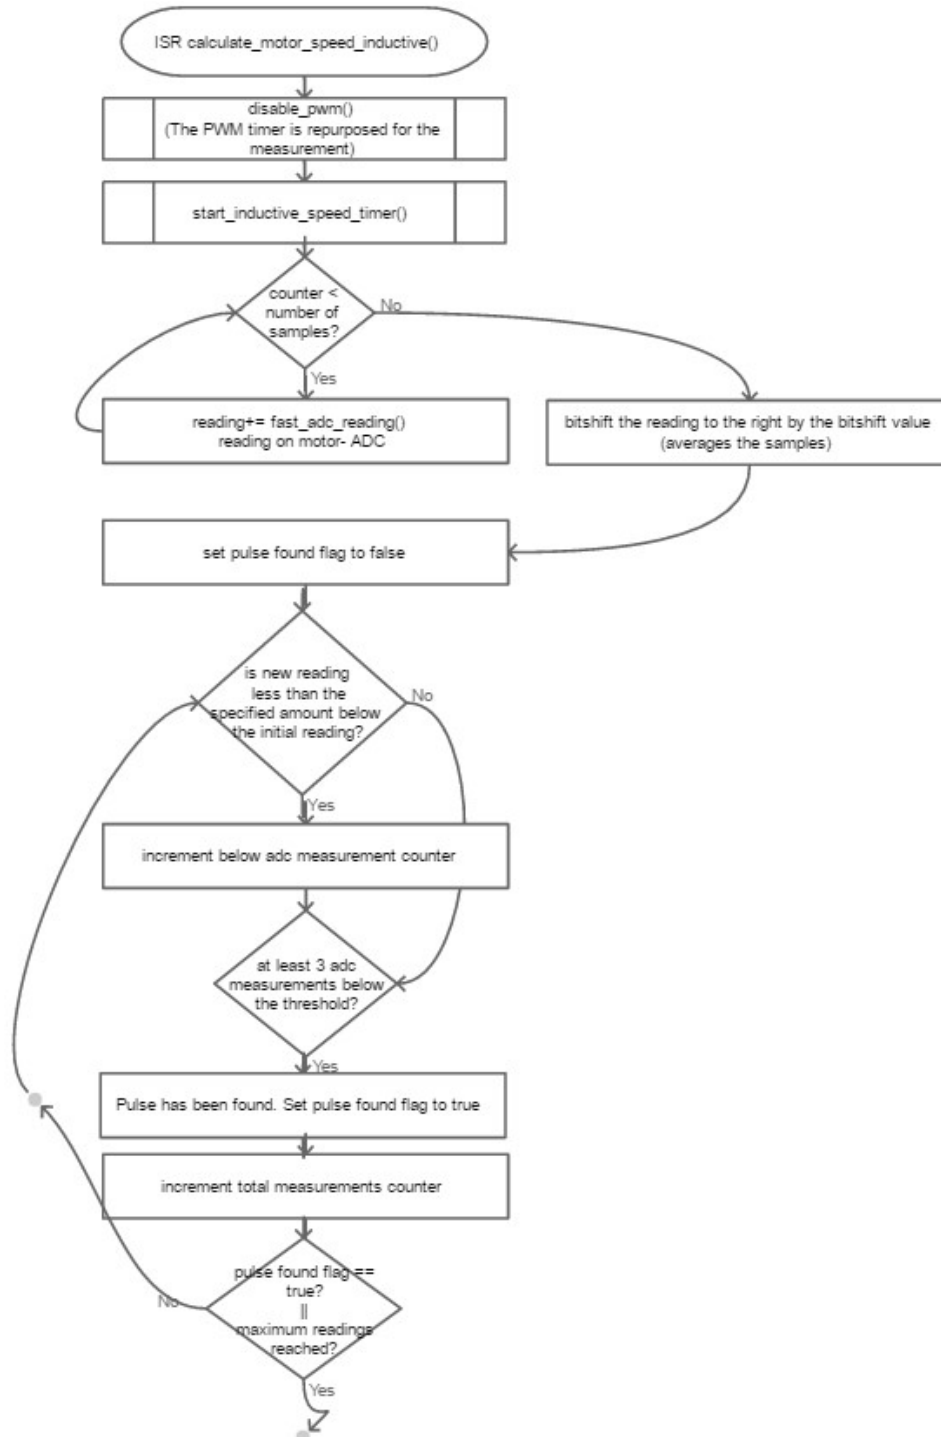 ISR calculate_motor_speed_inductive()
disable_pwm()
(The PWM timer is repurposed for the
measurement)
start_inductive_speed_timer()
counter <
number of
samples?
No
Yes
reading+= fast_adc_reading()
reading on motor- ADC
bitshift the reading to the right by the bitshift value
(averages the samples)
set pulse found flag to false
is new reading
less than the
specified amount below
the initial reading?
No
Yes
increment below adc measurement counter
at least 3 adc
measurements below
the threshold?
Yes
Pulse has been found. Set pulse found flag to true
increment total measurements counter
pulse found flag ==
true?
||
maximum readings
reached?
No
Yes